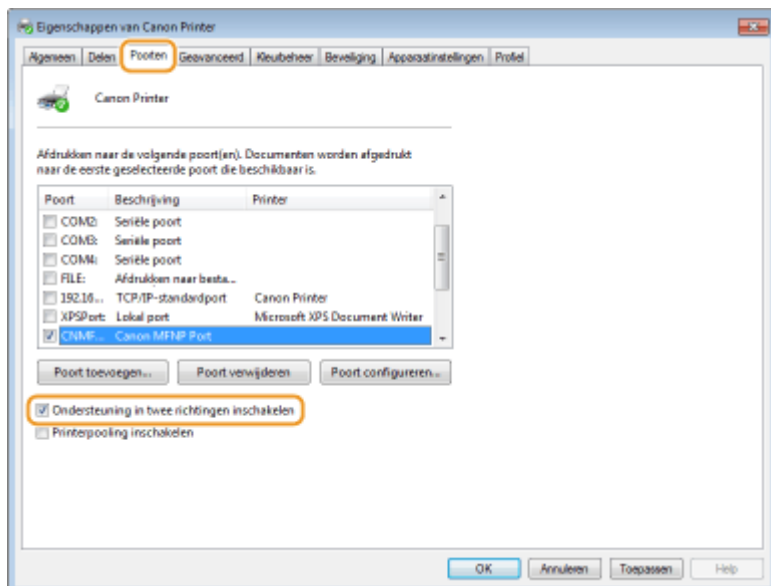 Eigenschappen van Canon Printer
Algemeen Delen Poorten Geavanceerd Kleurbeheer Beveiliging Apparaatinstellingen Profiel
Canon Printer
Afdrukken naar de volgende poort(en). Documenten worden afgedrukt
naar de eerste geselecteerde poort die beschikbaar is.
Poort Beschrijving Printer
COM2: Seriële poort
COM3: Seriële poort
COM4: Seriële poort
FILE: Afdrukken naar besta...
192.16... TCP/IP-standardport Canon Printer
XPSPort: Lokal port Microsoft XPS Document Writer
CNMF... Canon MFNP Port
Poort toevoegen... Poort verwijderen Poort configureren...
Ondersteuning in twee richtingen inschakelen
Printerpooling inschakelen
OK Annuleren Toepassen Help